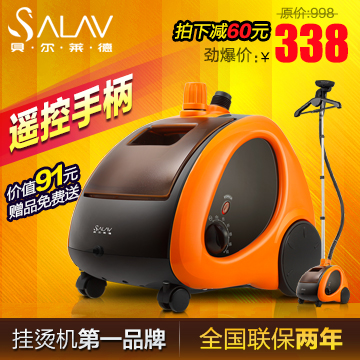 SALAV
贝·尔·莱·德
拍下减60元
原价:998
劲爆价:¥
338
遥控手柄
价值91元
赠品免费送
SALAV
挂烫机第一品牌
全国联保两年